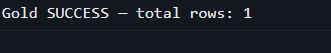 Gold SUCCESS — total rows: 1